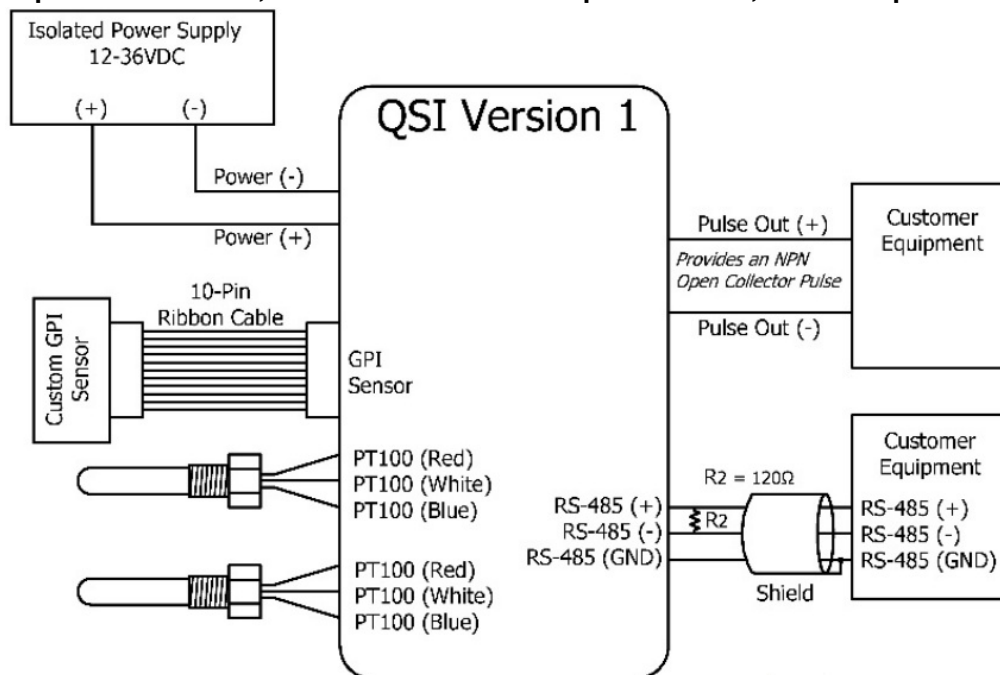 Isolated Power Supply
12-36VDC
(+)
(-)
QSI Version 1
Power (-)
Power (+)
10-Pin
Ribbon Cable
Custom GPI
Sensor
GPI
Sensor
PT100 (Red)
PT100 (White)
PT100 (Blue)
PT100 (Red)
PT100 (White)
PT100 (Blue)
Pulse Out (+)
Provides an NPN
Open Collector Pulse
Pulse Out (-)
Customer
Equipment
RS-485 (+)
RS-485 (-)
RS-485 (GND)
R2 = 120Ω
R2
Shield
Customer
Equipment
RS-485 (+)
RS-485 (-)
RS-485 (GND)